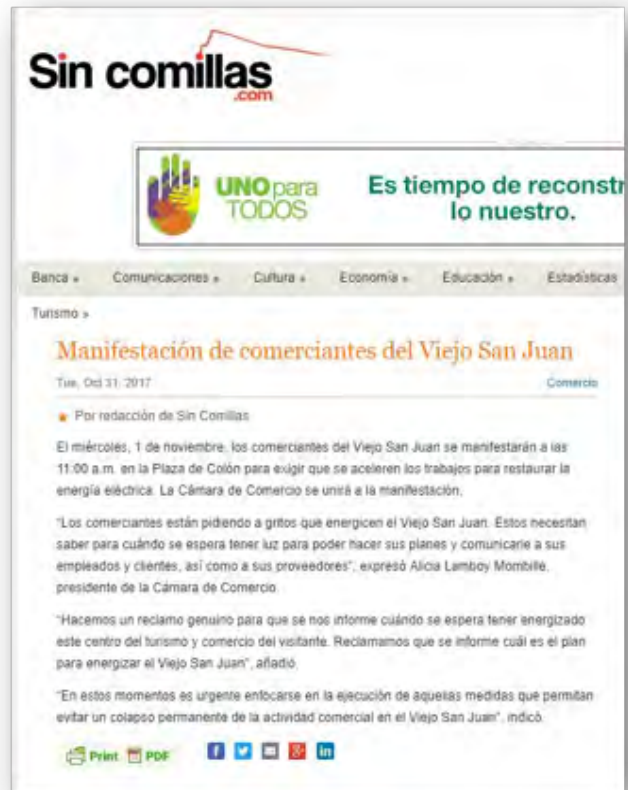 Sin comillas
.com
UNO para
TODOS
Es tiempo de reconstr
lo nuestro.
Banca » Comunicaciones » Cultura » Economía » Educación » Estadísticas
Turismo »
Manifestación de comerciantes del Viejo San Juan
Tue, Oct 31, 2017 Comercio
Por redacción de Sin Comillas
El miércoles, 1 de noviembre, los comerciantes del Viejo San Juan se manifestarán a las
11:00 a.m. en la Plaza de Colón para exigir que se aceleren los trabajos para restaurar la
energía eléctrica. La Cámara de Comercio se unirá a la manifestación.
“Los comerciantes están pidiendo a gritos que energicen el Viejo San Juan. Estos necesitan
saber para cuándo se espera tener luz para poder hacer sus planes y comunicarle a sus
empleados y clientes, así como a sus proveedores”, expresó Alicia Lamboy Mombille,
presidente de la Cámara de Comercio.
“Hacemos un reclamo genuino para que se nos informe cuándo se espera tener energizado
este centro del turismo y comercio del visitante. Reclamamos que se informe cuál es el plan
para energizar el Viejo San Juan”, añadió.
“En estos momentos es urgente enfocarse en la ejecución de aquellas medidas que permitan
evitar un colapso permanente de la actividad comercial en el Viejo San Juan”, indicó.
Print PDF